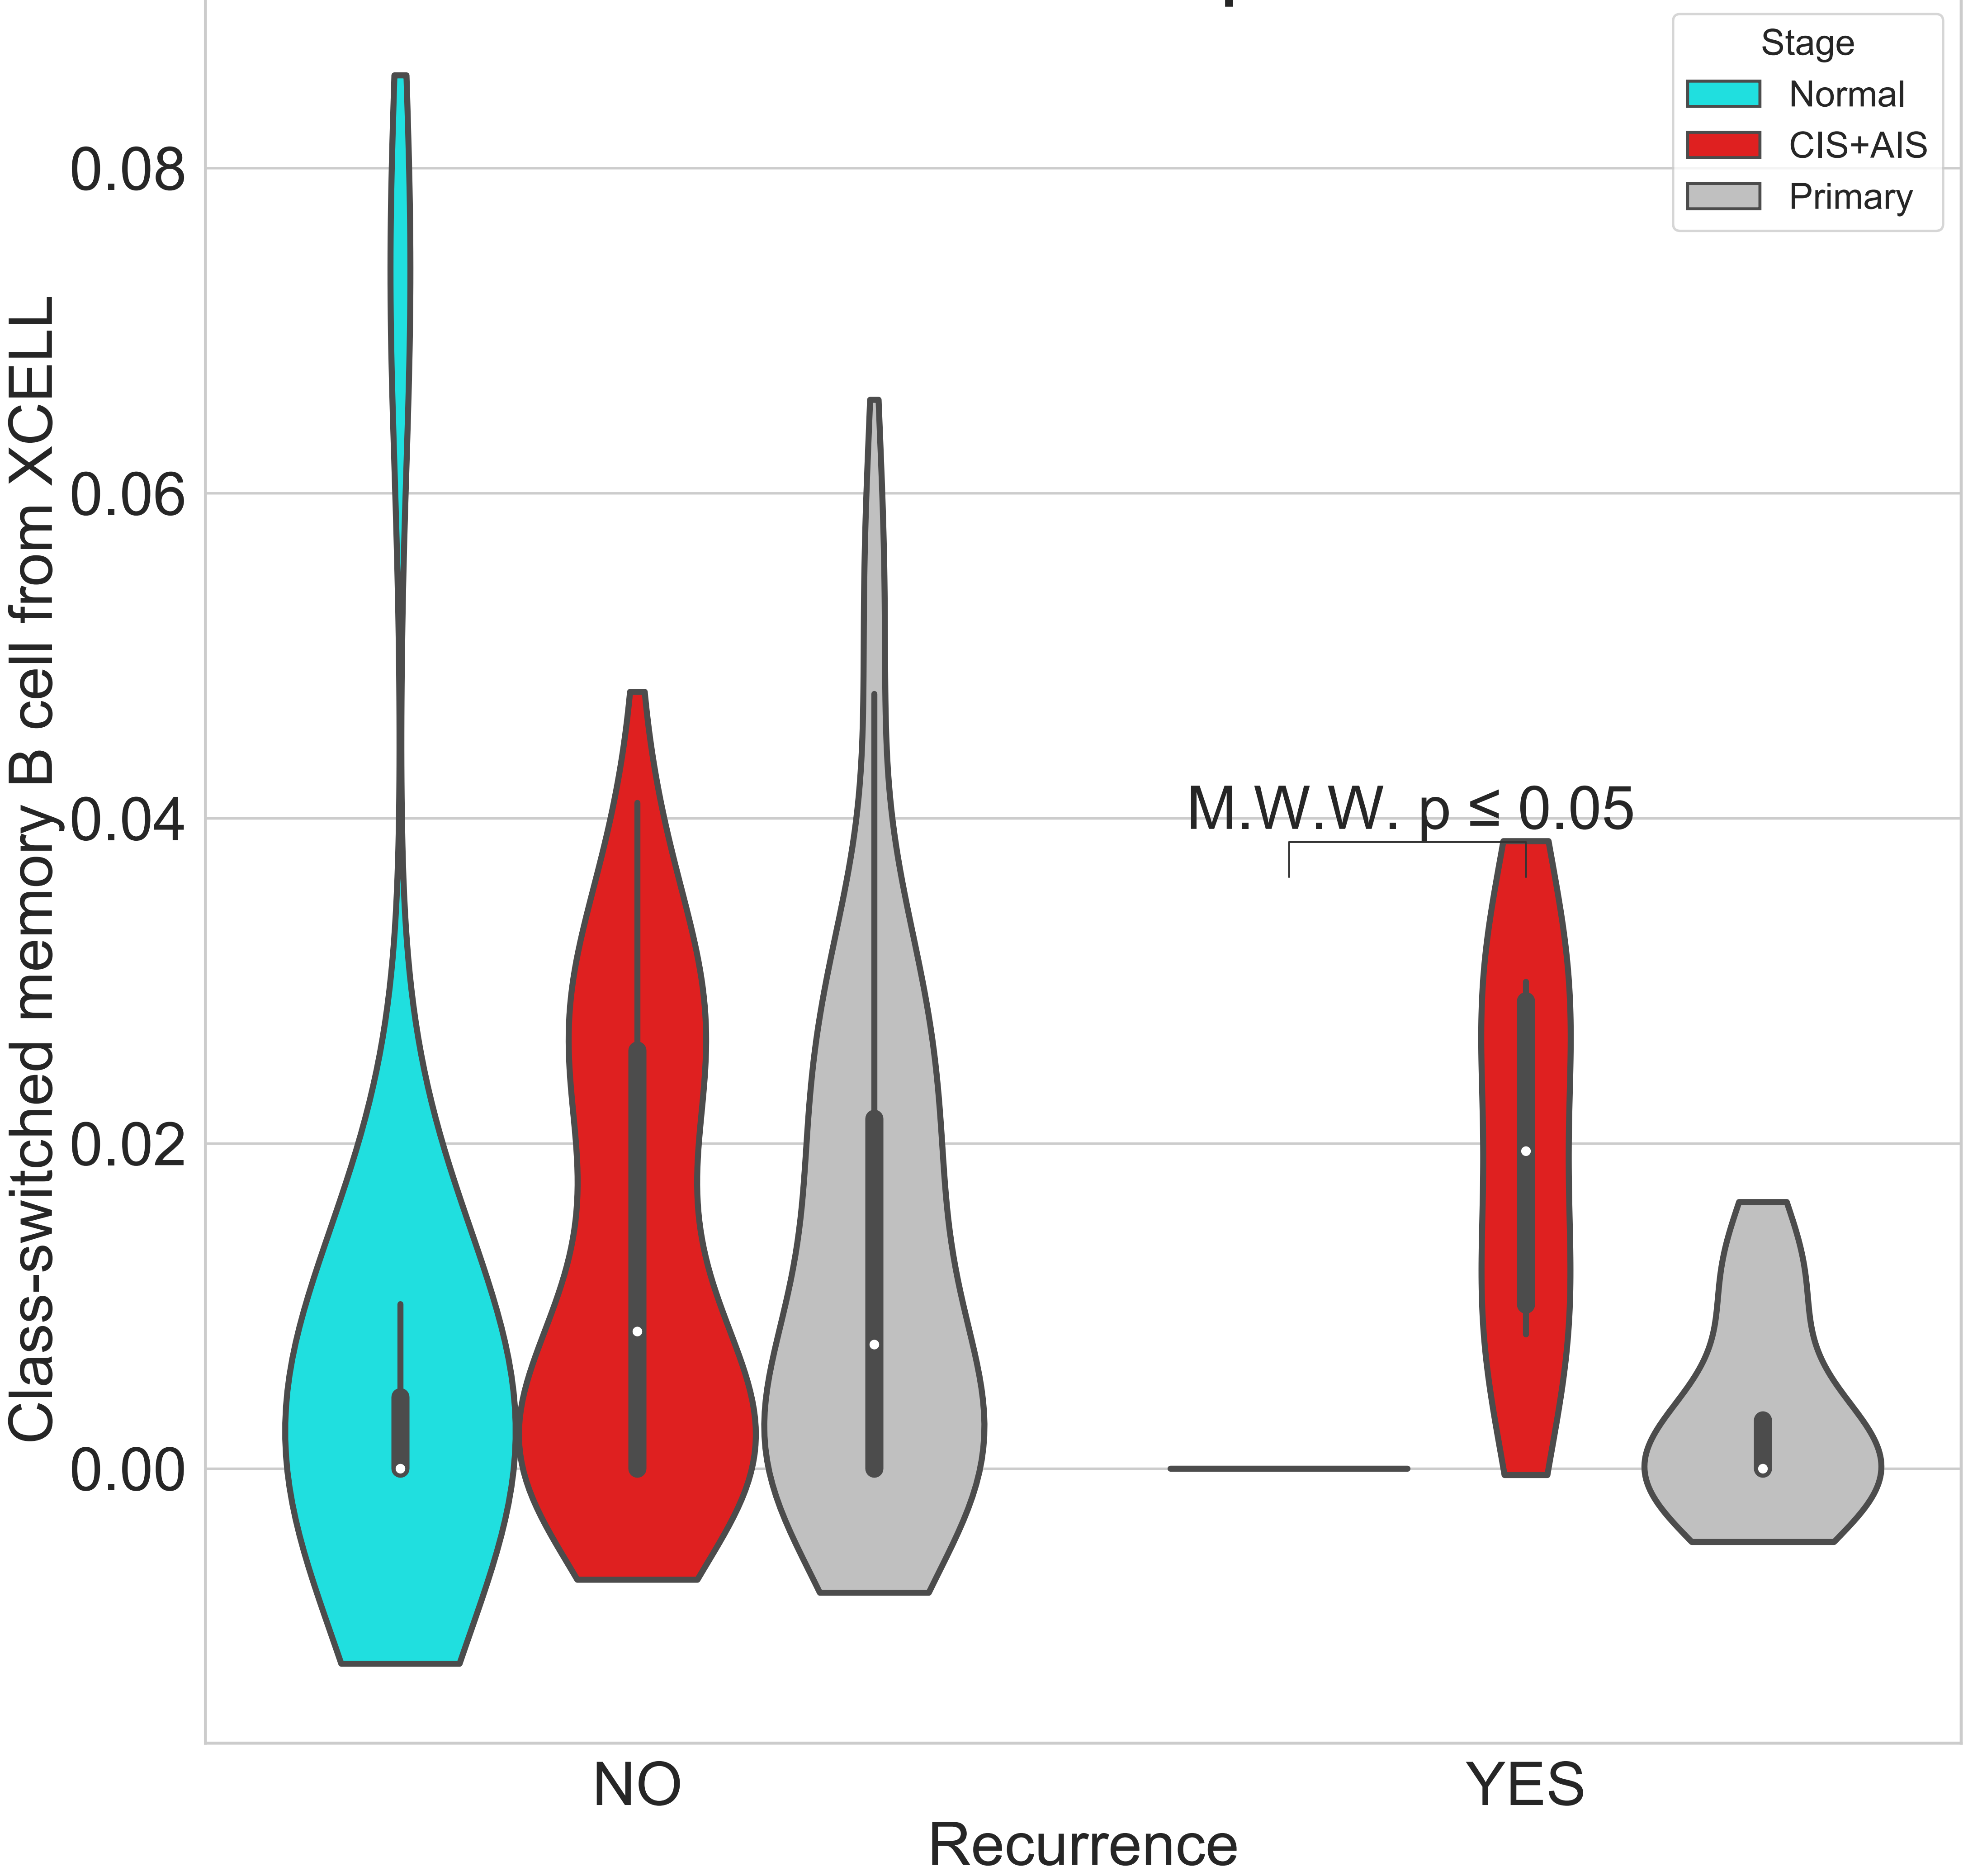 Stage
Normal
CIS+AIS
Primary
Class-switched memory B cell from XCELL
0.08
0.06
0.04
0.02
0.00
M.W.W. p ≤ 0.05
NO
YES
Recurrence